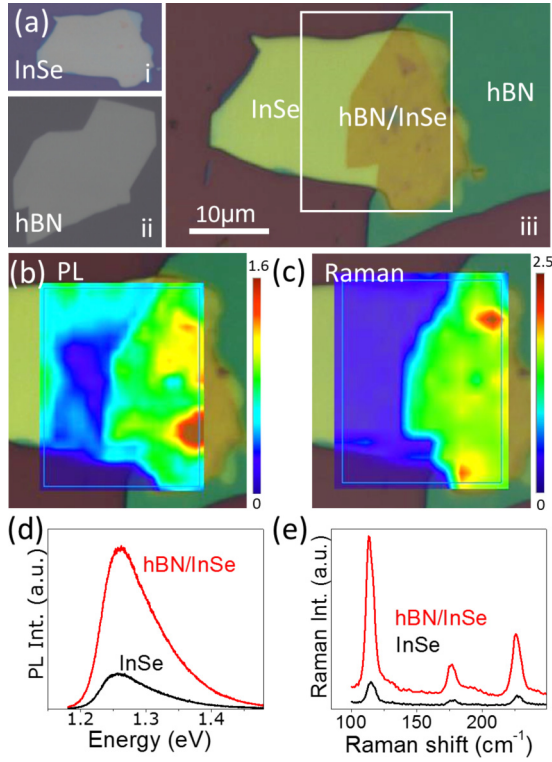 (a)
InSe
i
hBN
ii
InSe
hBN/InSe
hBN
10μm
iii
(b) PL
1.6
0
(c) Raman
2.5
0
(d)
PL Int. (a.u.)
hBN/InSe
InSe
1.2 1.3 1.4
Energy (eV)
(e)
Raman Int. (a.u.)
hBN/InSe
InSe
100 150 200
Raman shift (cm⁻¹)